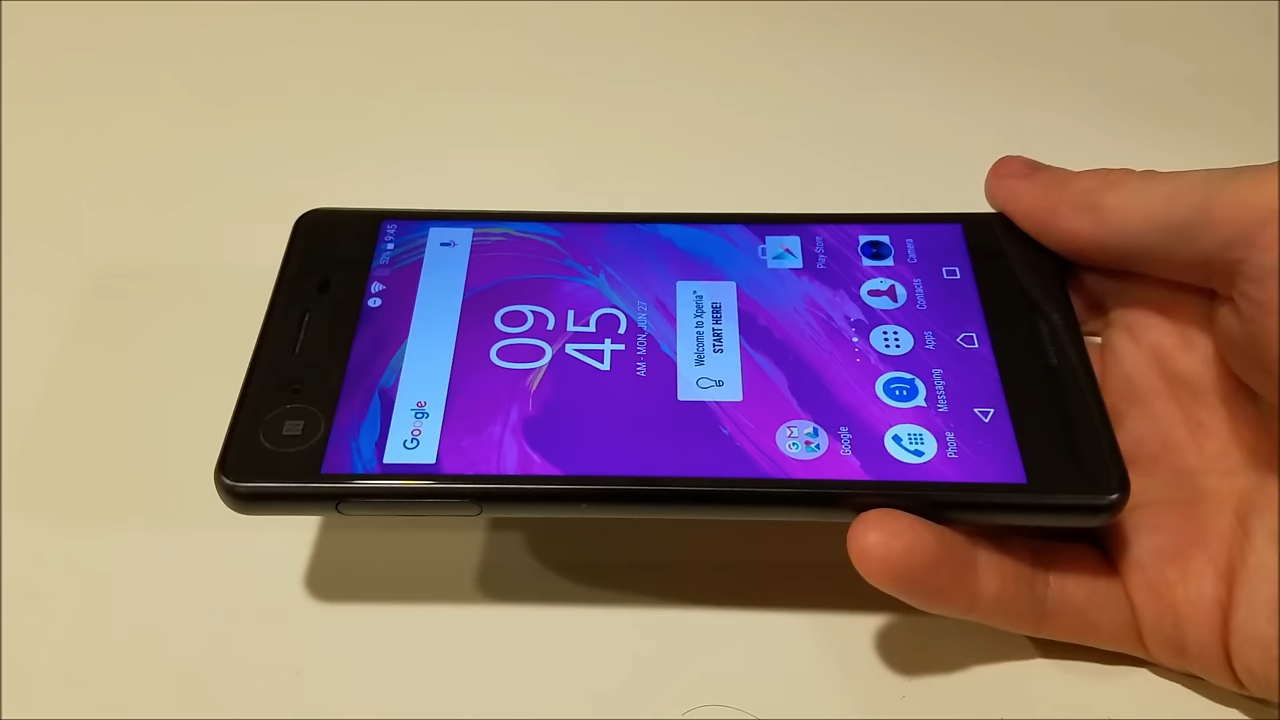 52% 9:45
Google
09
45
AM - MON, JUN 27
Welcome to Xperia™
START HERE!
Google
Play Store
Phone
Messaging
Apps
Contacts
Camera